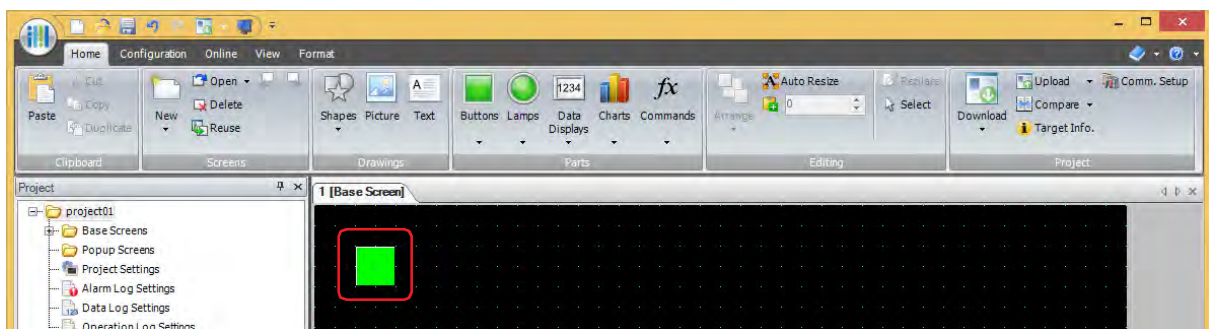 Home Configuration Online View Format
Cut Open Auto Resize Replace Upload Comm. Setup
Copy Delete 1234 A fx 0 Select Compare
Paste Duplicate New Reuse Shapes Picture Text Buttons Lamps Data Displays Charts Commands Arrange Download Target Info.
Clipboard Screens Drawings Parts Editing Project
Project 1 [Base Screen]
project01
Base Screens
Popup Screens
Project Settings
Alarm Log Settings
Data Log Settings
Operation Log Settings